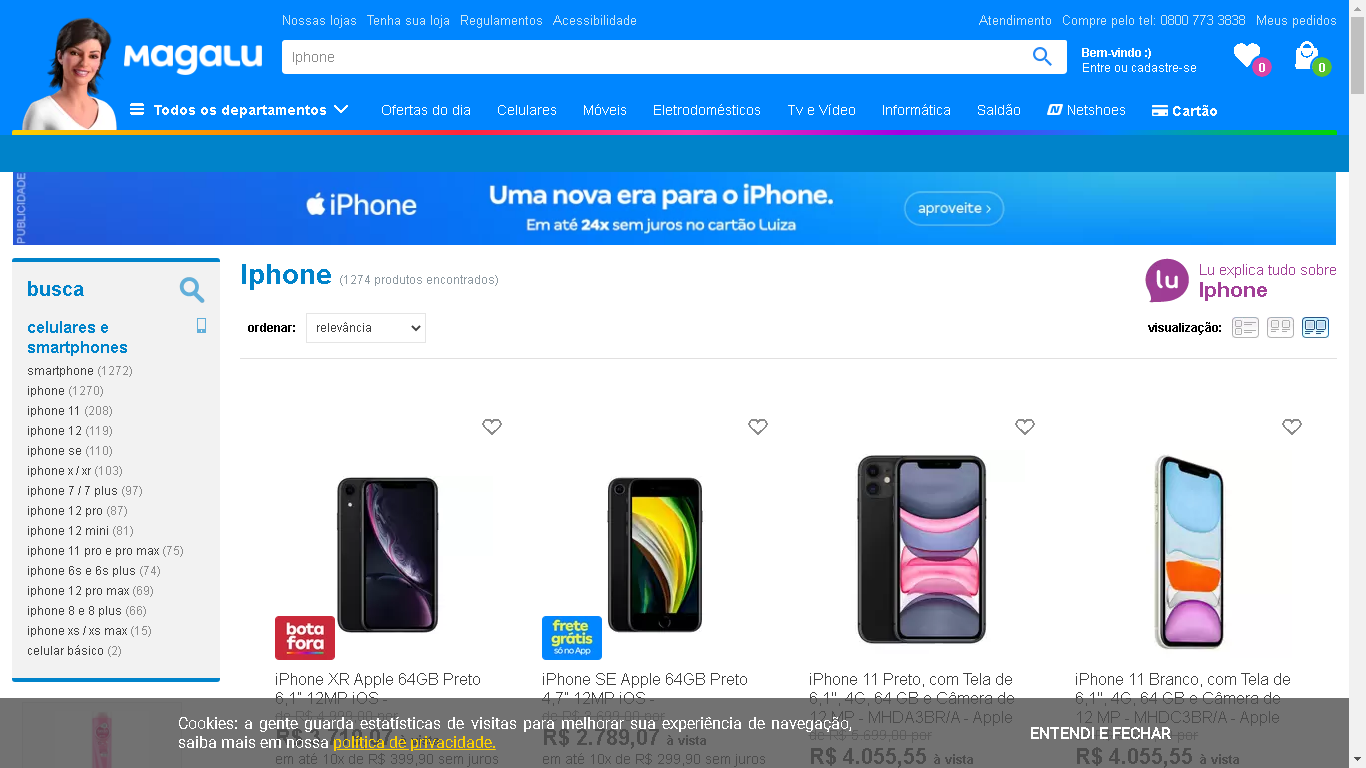 Nossas lojas Tenha sua loja Regulamentos Acessibilidade
Atendimento Compre pelo tel: 0800 773 3838 Meus pedidos
Magalu
Iphone
Bem-vindo :)
Entre ou cadastre-se
0
0
Todos os departamentos
Ofertas do dia Celulares Móveis Eletrodomésticos Tv e Vídeo Informática Saldão Netshoes Cartão
PUBLICIDADE
iPhone
Uma nova era para o iPhone.
Em até 24x sem juros no cartão Luiza
aproveite >
busca
celulares e
smartphones
smartphone (1272)
iphone (1270)
iphone 11 (208)
iphone 12 (119)
iphone se (110)
iphone x / xr (103)
iphone 7 / 7 plus (97)
iphone 12 pro (87)
iphone 12 mini (81)
iphone 11 pro e pro max (75)
iphone 6s e 6s plus (74)
iphone 12 pro max (69)
iphone 8 e 8 plus (66)
iphone xs / xs max (15)
celular básico (2)
Iphone (1274 produtos encontrados)
lu
Lu explica tudo sobre
Iphone
ordenar: relevância
visualização:
bota
fora
iPhone XR Apple 64GB Preto
6,1" 12MP iOS -
em até 10x de R$ 399,90 sem juros
frete
grátis
só no App
iPhone SE Apple 64GB Preto
4,7" 12MP iOS -
R$ 2.789,07 à vista
em até 10x de R$ 299,90 sem juros
iPhone 11 Preto, com Tela de
6,1", 4G, 64 GB e Câmera de
12 MP - MHDA3BR/A - Apple
de R$ 5.699,00 por
R$ 4.055,55 à vista
iPhone 11 Branco, com Tela de
6,1", 4G, 64 GB e Câmera de
12 MP - MHDC3BR/A - Apple
R$ 4.055,55 à vista
Cookies: a gente guarda estatísticas de visitas para melhorar sua experiência de navegação,
saiba mais em nossa política de privacidade.
ENTENDI E FECHAR